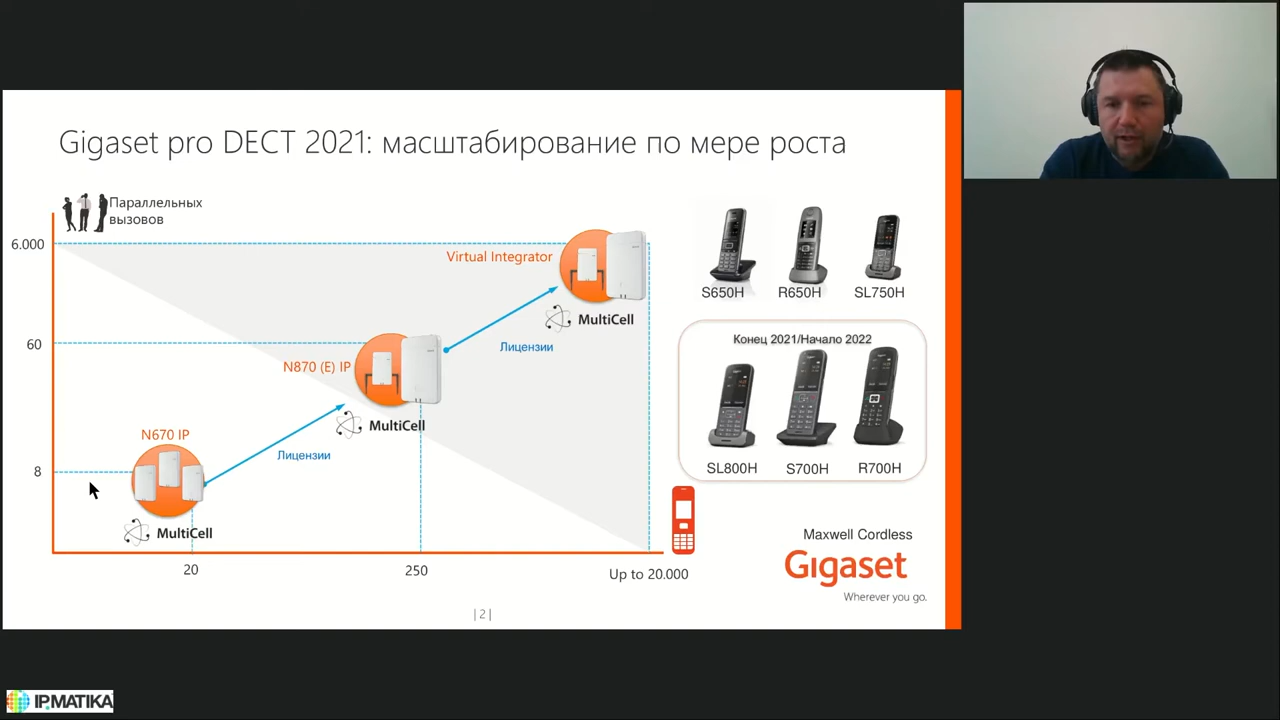 Gigaset pro DECT 2021: масштабирование по мере роста
Параллельных
вызовов
6.000
60
8
Virtual Integrator
MultiCell
Лицензии
N870 (E) IP
MultiCell
Лицензии
N670 IP
MultiCell
20
250
Up to 20.000
S650H
R650H
SL750H
Конец 2021/Начало 2022
SL800H
S700H
R700H
Maxwell Cordless
Gigaset
Wherever you go.
| 2 |
IPMATIKA